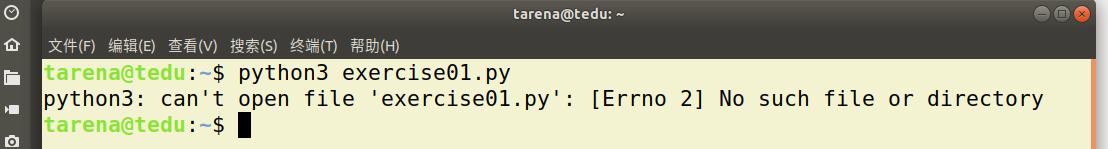 tarena@tedu: ~
文件(F) 编辑(E) 查看(V) 搜索(S) 终端(T) 帮助(H)
tarena@tedu:~$ python3 exercise01.py
python3: can't open file 'exercise01.py': [Errno 2] No such file or directory
tarena@tedu:~$